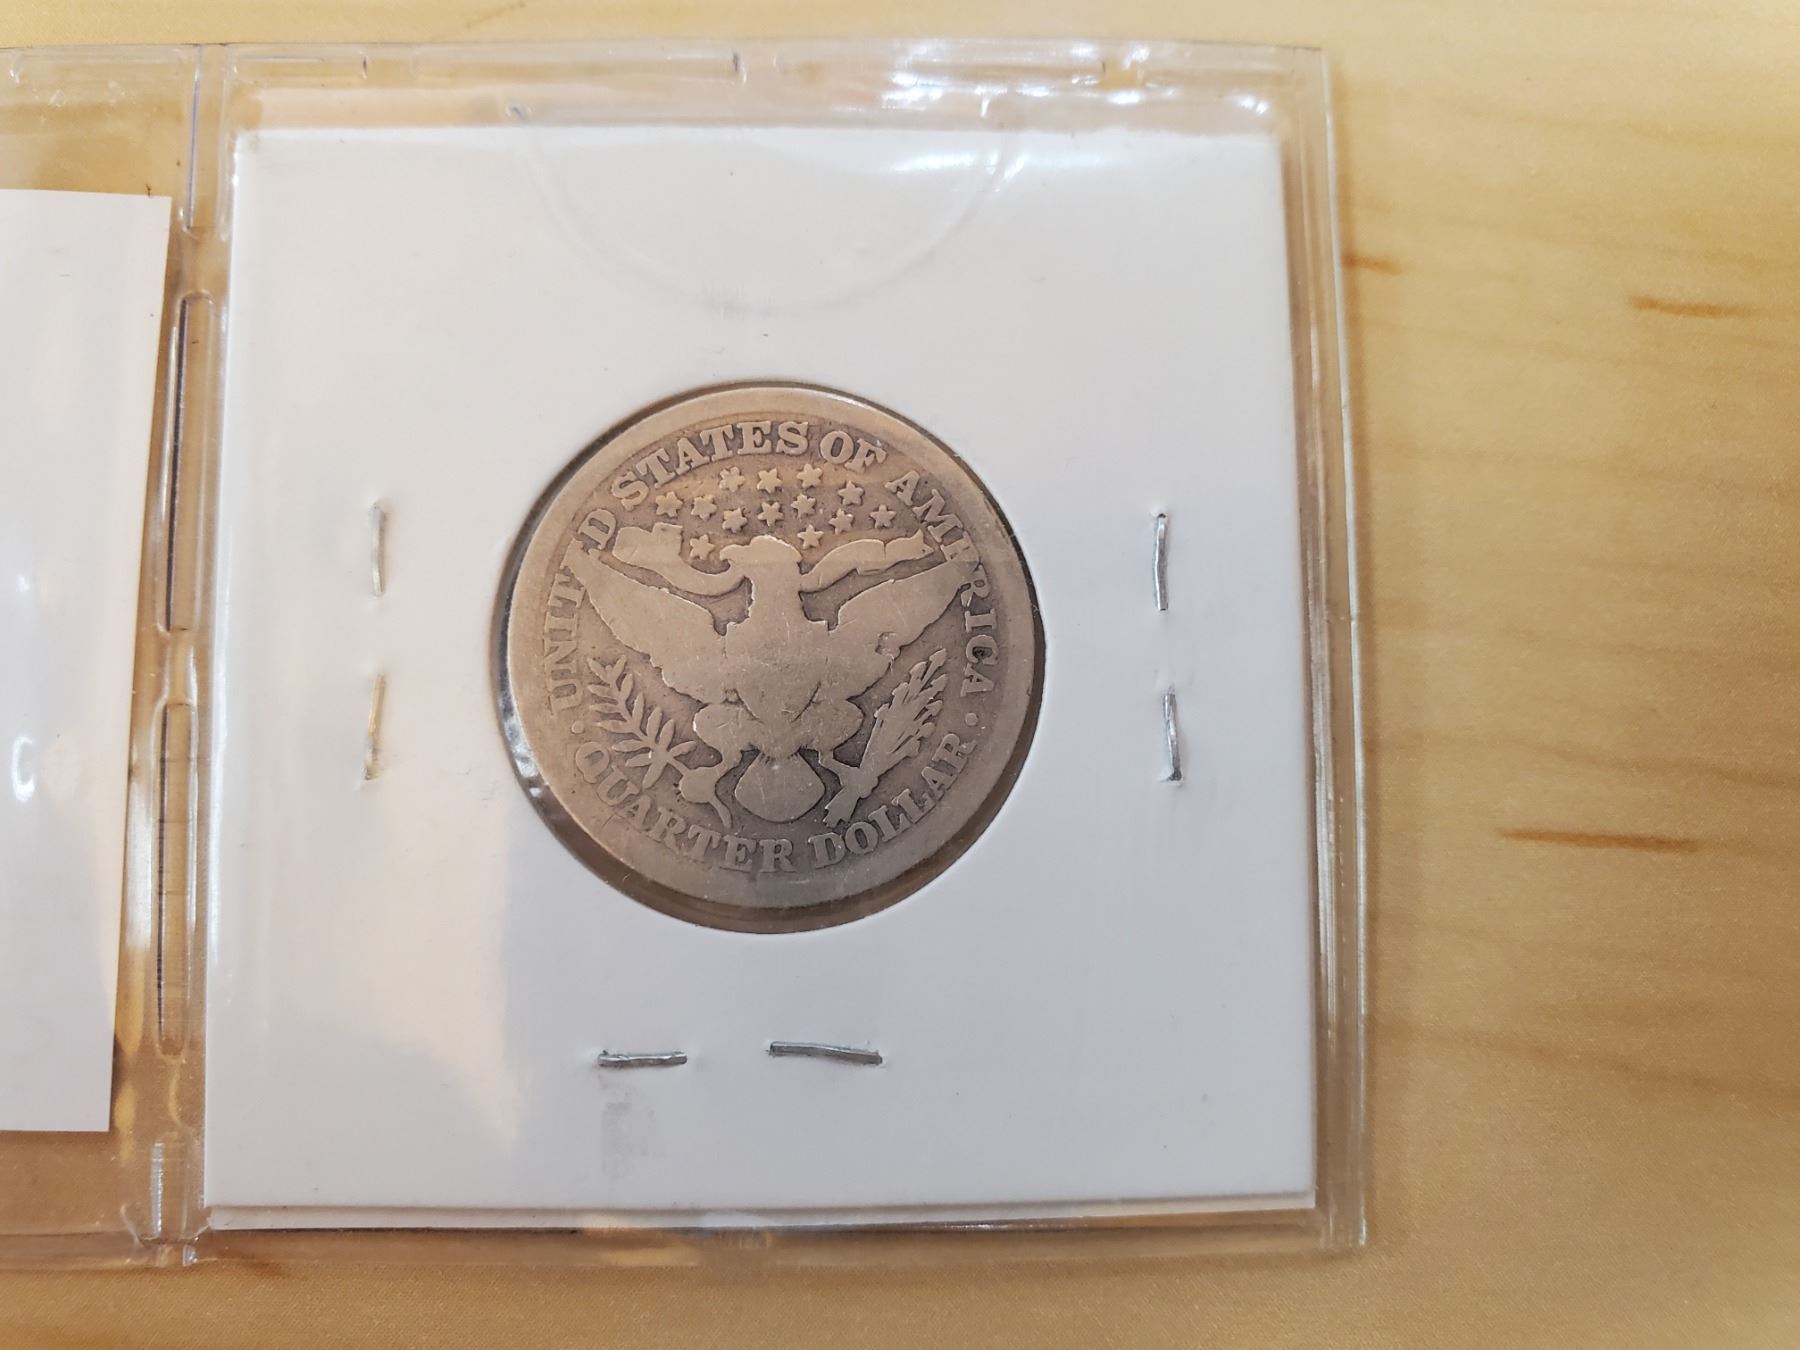 UNITED STATES OF AMERICA
· QUARTER DOLLAR ·